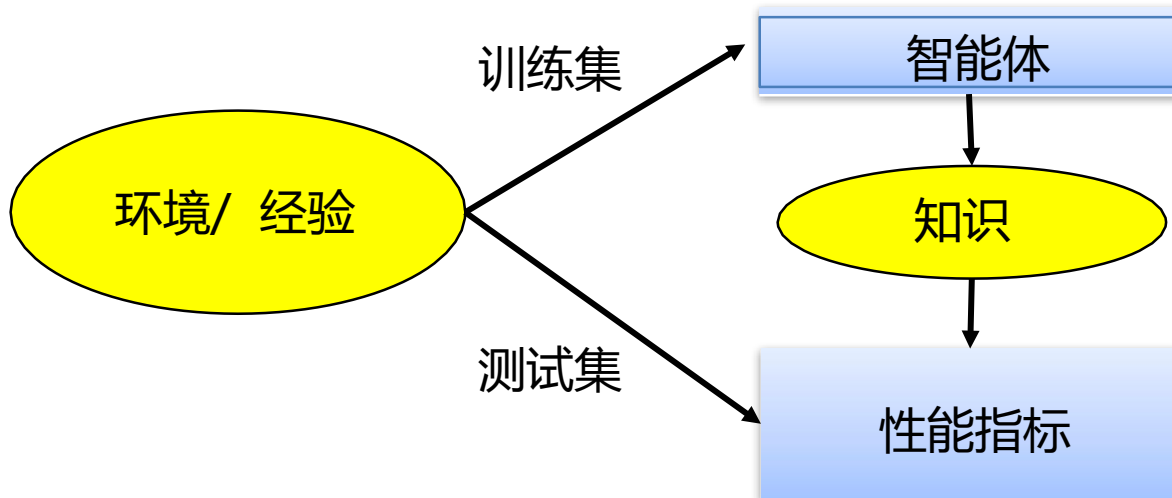 训练集
智能体
环境/ 经验
知识
测试集
性能指标